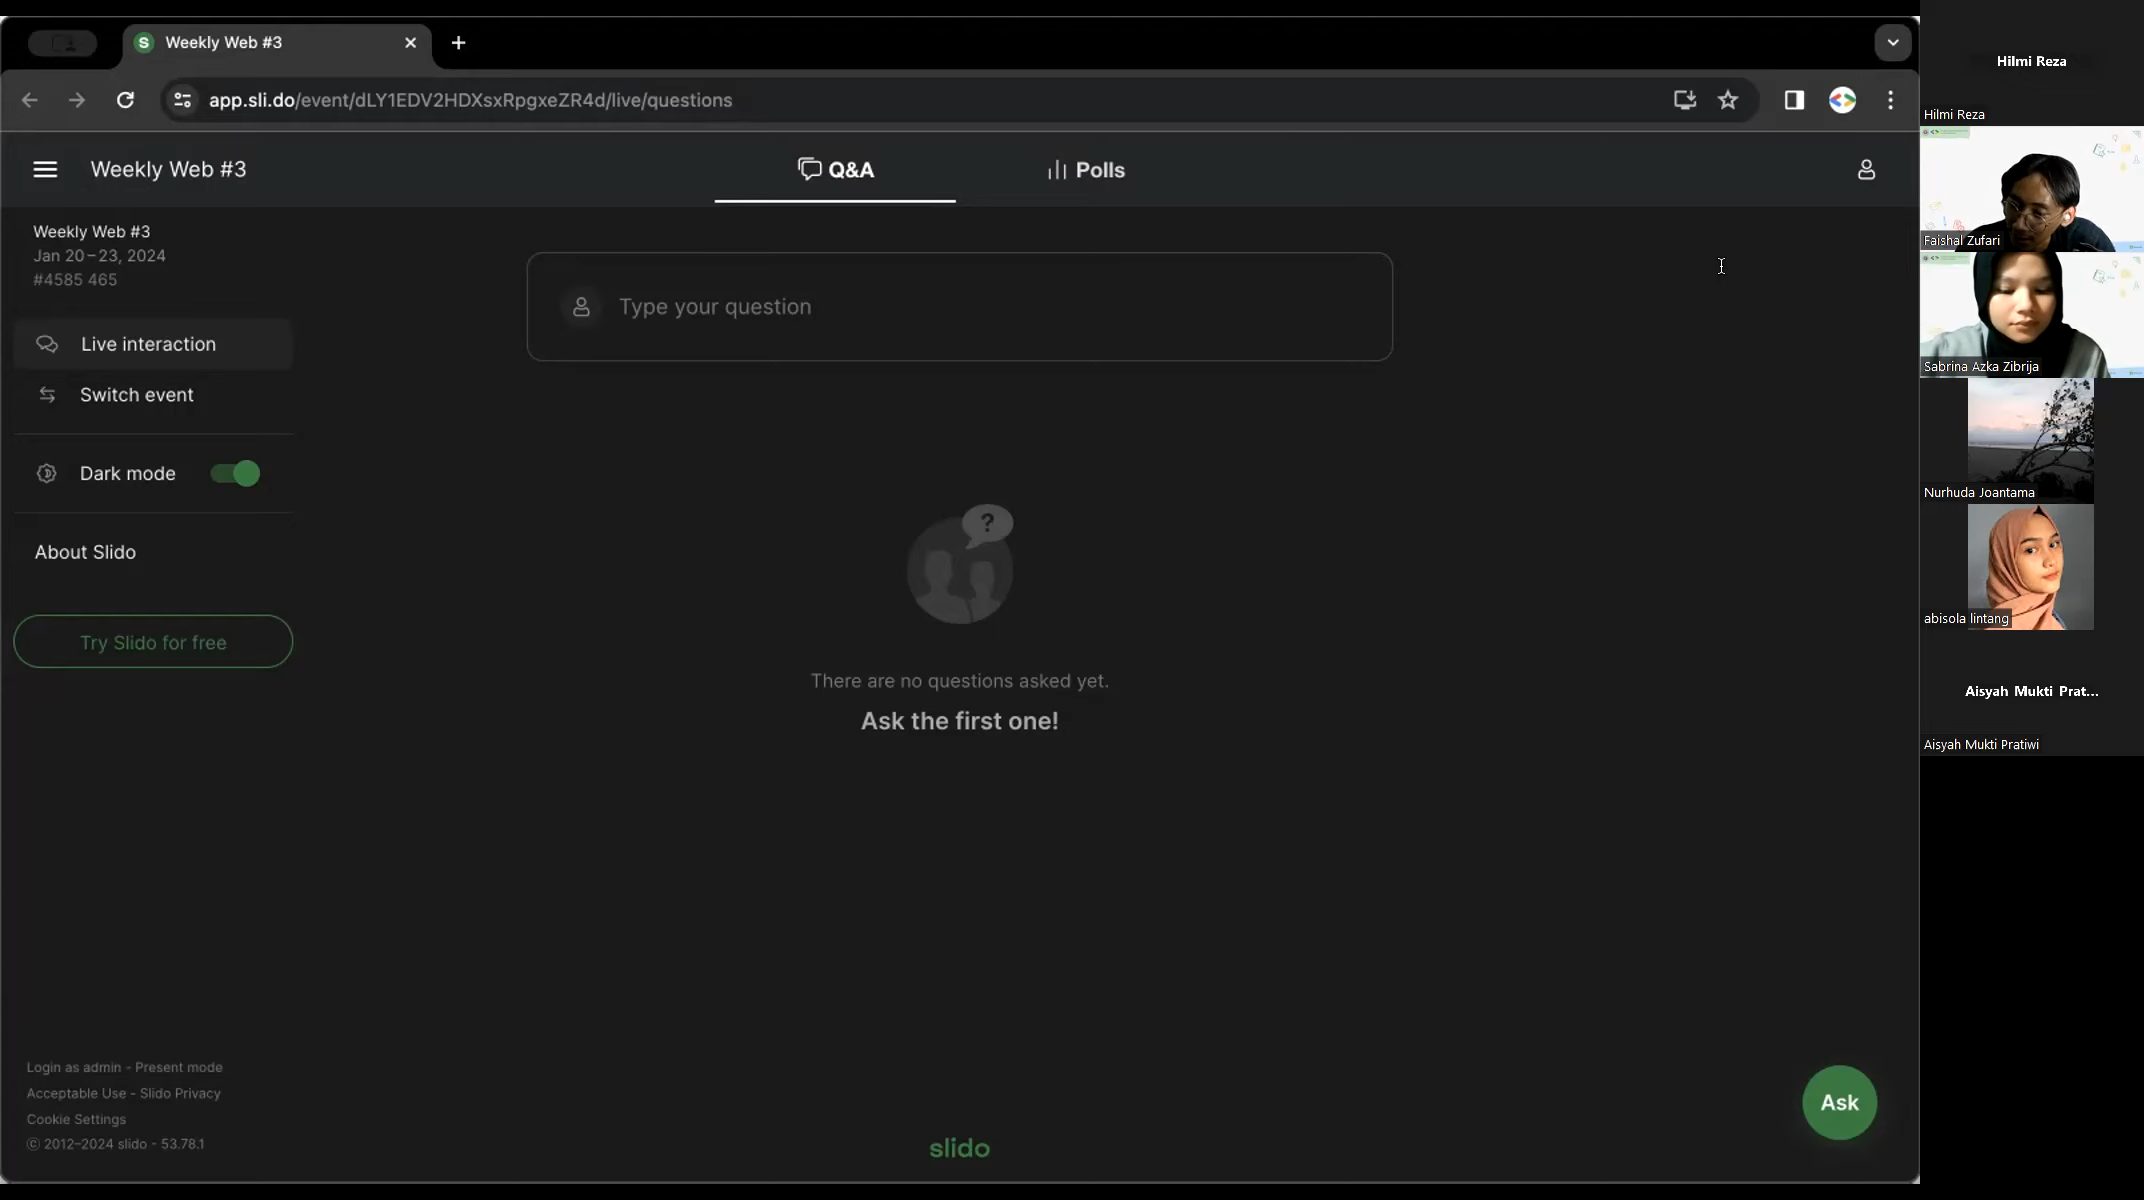 Weekly Web #3
app.sli.do/event/dLY1EDV2HDXsxRpgxeZR4d/live/questions
Weekly Web #3
Q&A
Polls
Weekly Web #3
Jan 20–23, 2024
#4585 465
Live interaction
Switch event
Dark mode
About Slido
Try Slido for free
Type your question
?
There are no questions asked yet.
Ask the first one!
Login as admin - Present mode
Acceptable Use - Slido Privacy
Cookie Settings
© 2012–2024 slido - 53.78.1
slido
Ask
Hilmi Reza
Hilmi Reza
Faishal Zufari
Sabrina Azka Zibrija
Nurhuda Joantama
abisola lintang
Aisyah Mukti Prat...
Aisyah Mukti Pratiwi